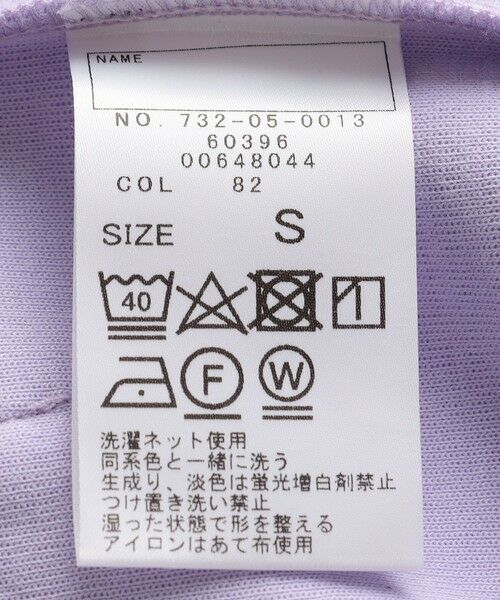 NAME
NO. 732-05-0013
60396
00648044
COL 82
SIZE S
40
F W
洗濯ネット使用
同系色と一緒に洗う
生成り、淡色は蛍光増白剤禁止
つけ置き洗い禁止
湿った状態で形を整える
アイロンはあて布使用